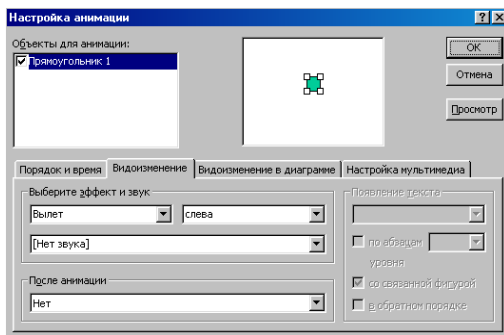 Настройка анимации
Объекты для анимации:
Прямоугольник 1
ОК
Отмена
Просмотр
Порядок и время Видоизменение Видоизменение в диаграмме Настройка мультимедиа
Выберите эффект и звук
Вылет слева
[Нет звука]
После анимации
Нет
Появление текста
по абзацам
уровня
со связанной фигурой
в обратном порядке